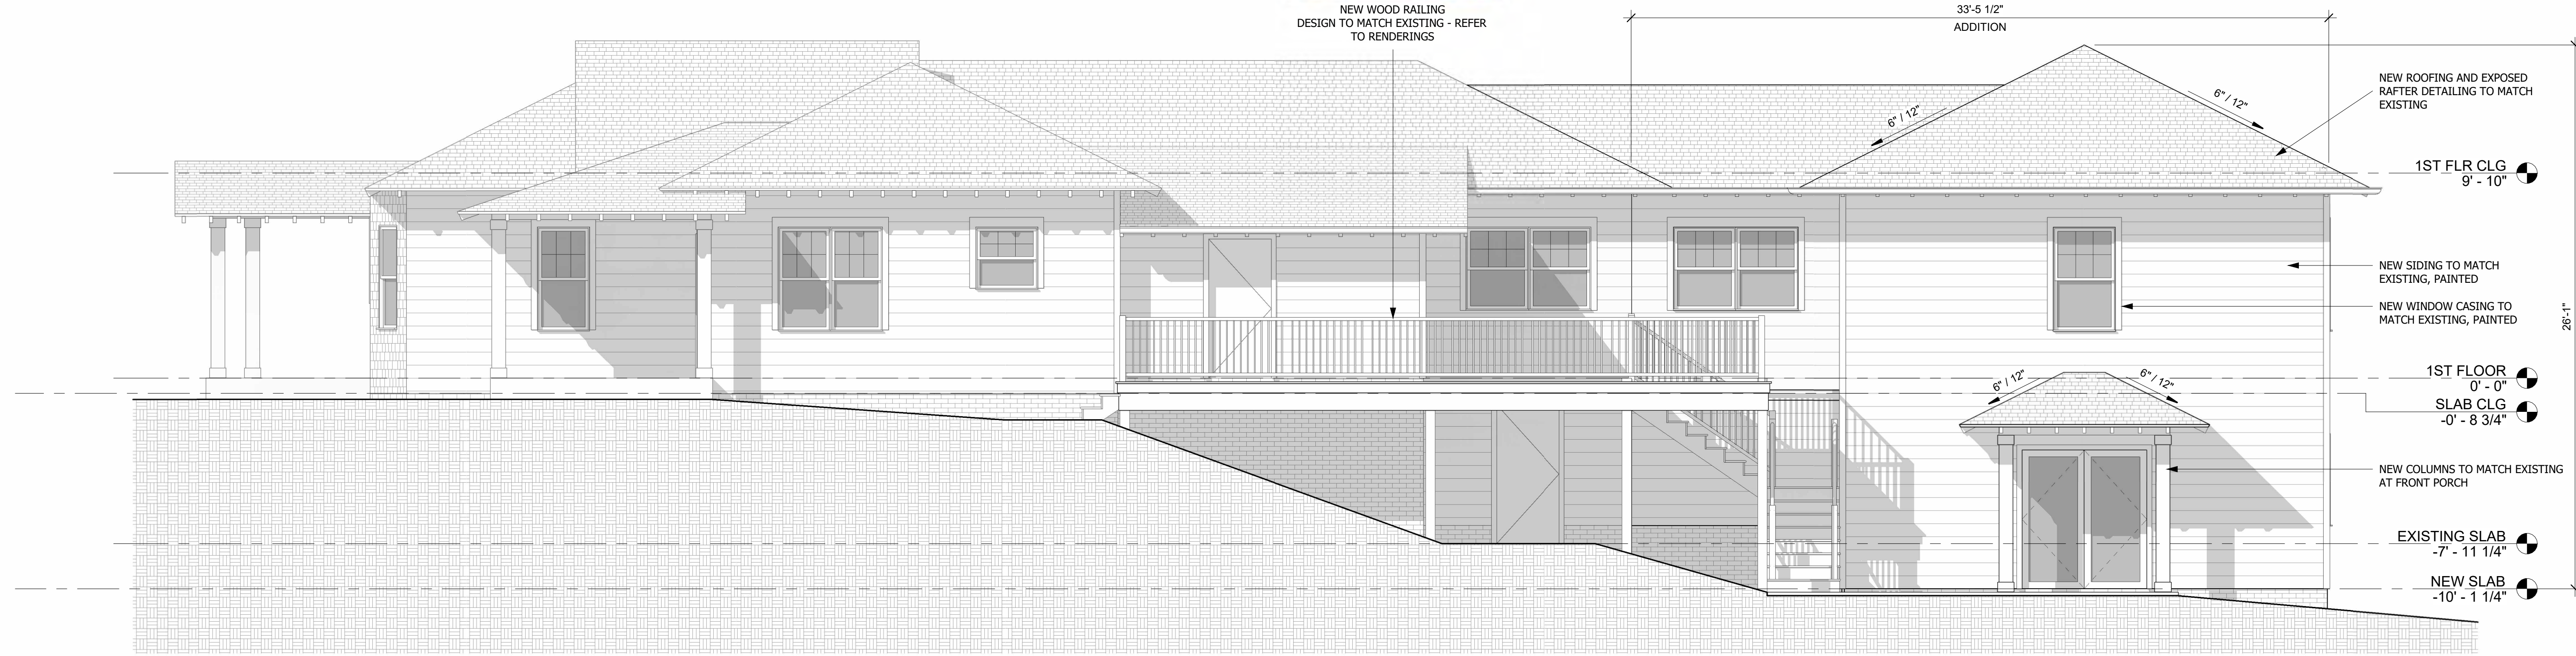 NEW WOOD RAILING
DESIGN TO MATCH EXISTING - REFER
TO RENDERINGS
33'-5 1/2"
ADDITION
6" / 12"
6" / 12"
NEW ROOFING AND EXPOSED
RAFTER DETAILING TO MATCH
EXISTING
1ST FLR CLG
9' - 10"
NEW SIDING TO MATCH
EXISTING, PAINTED
NEW WINDOW CASING TO
MATCH EXISTING, PAINTED
26'-1"
1ST FLOOR
0' - 0"
6" / 12"
6" / 12"
SLAB CLG
-0' - 8 3/4"
NEW COLUMNS TO MATCH EXISTING
AT FRONT PORCH
EXISTING SLAB
-7' - 11 1/4"
NEW SLAB
-10' - 1 1/4"